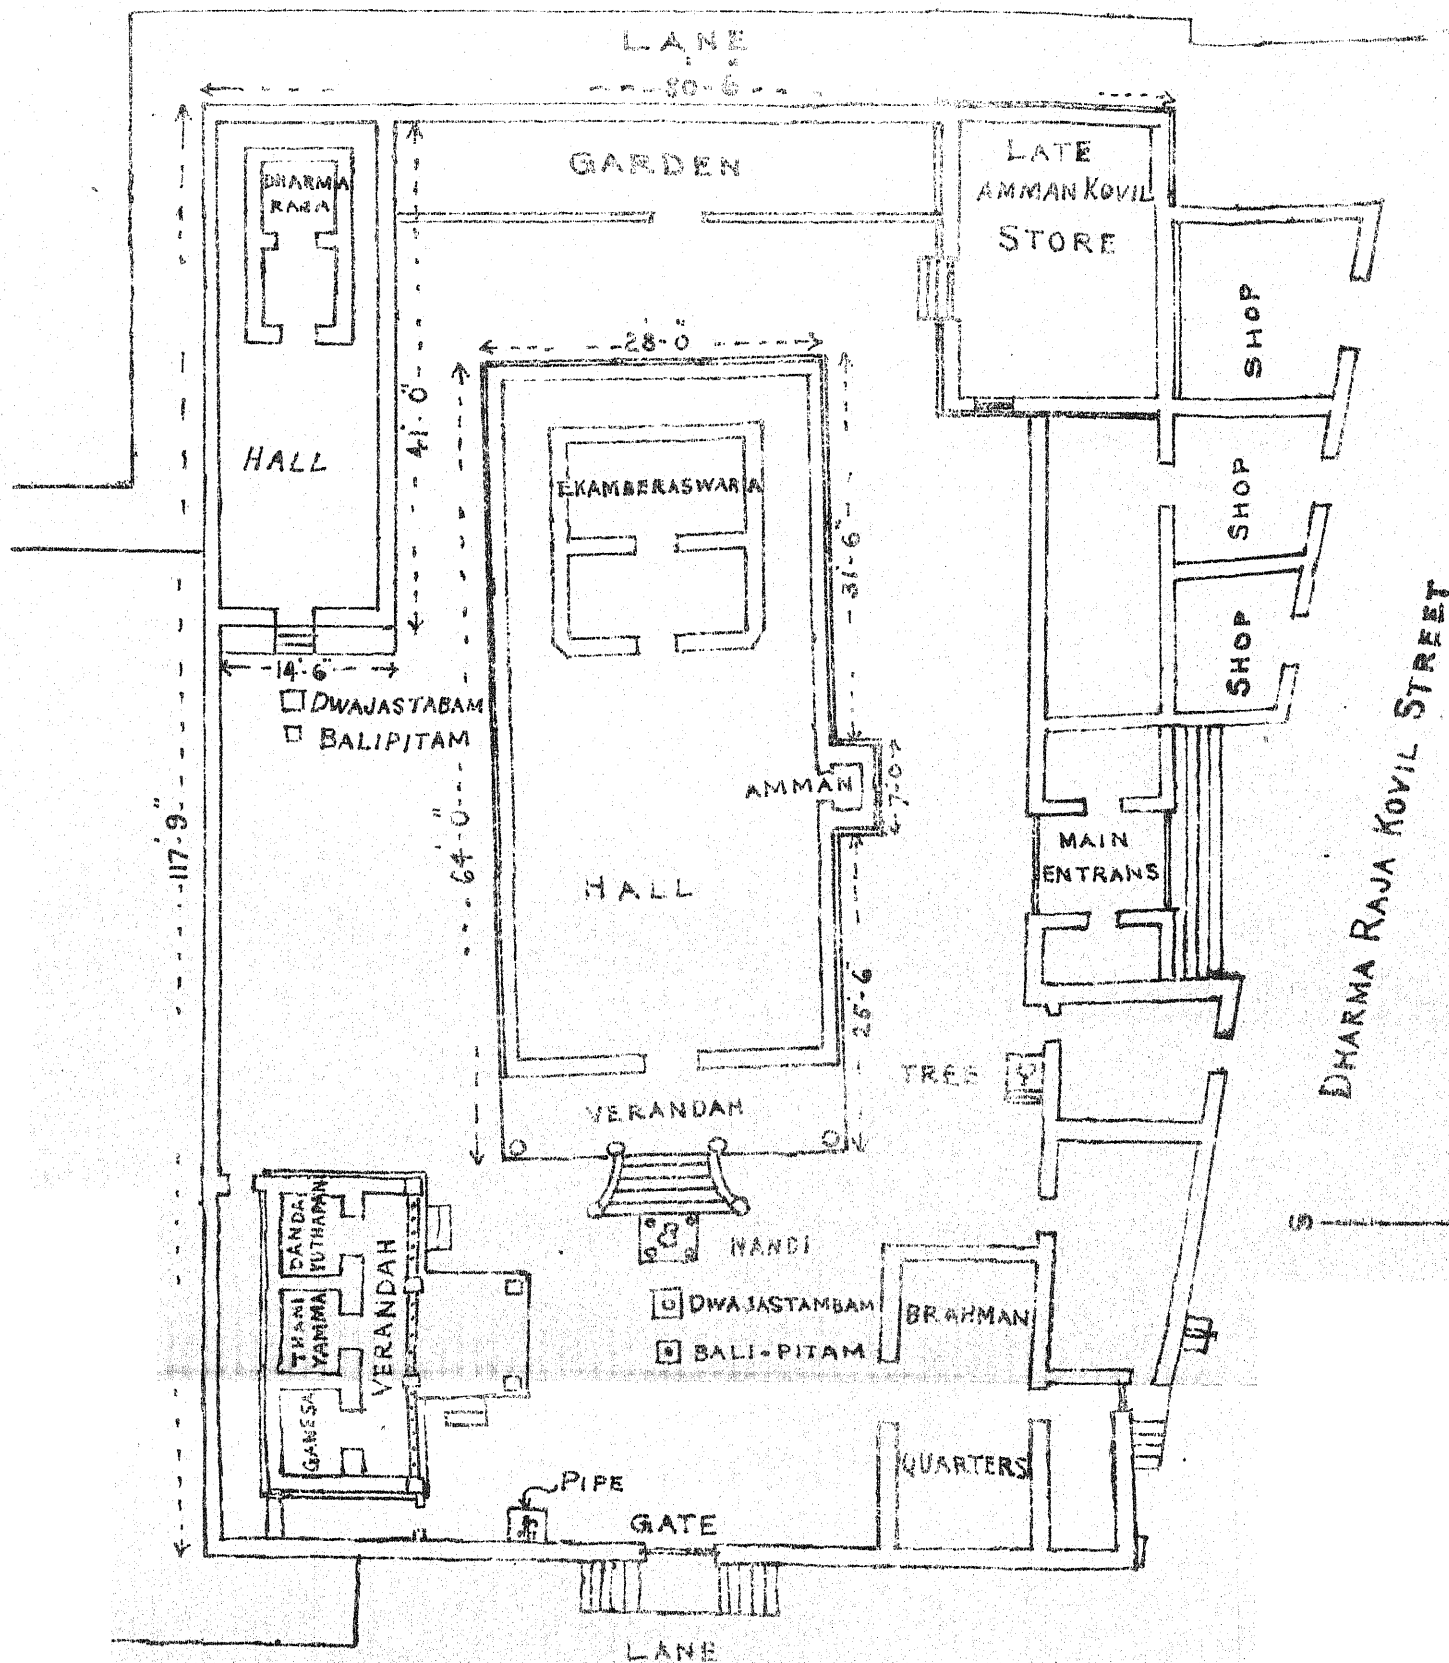 LANE
80'-6"
GARDEN
LATE
AMMAN KOVIL
STORE
DHARMA
RAJA
HALL
41'-0"
28'-0"
EKAMBERASWARA
31'-6"
SHOP
SHOP
SHOP
DHARMA RAJA KOVIL STREET
14'-6"
DWAJASTABAM
BALIPITAM
117'-9"
64'-0"
AMMAN
7'-0"
HALL
MAIN
ENTRANS
25'-6"
TREE
VERANDAH
DANDA
YUTHAPANI
THANI
YAMMA
GANESA
VERANDAH
NANDI
DWAJASTAMBAM
BALI-PITAM
BRAHMAN
QUARTERS
S
PIPE
GATE
LANE